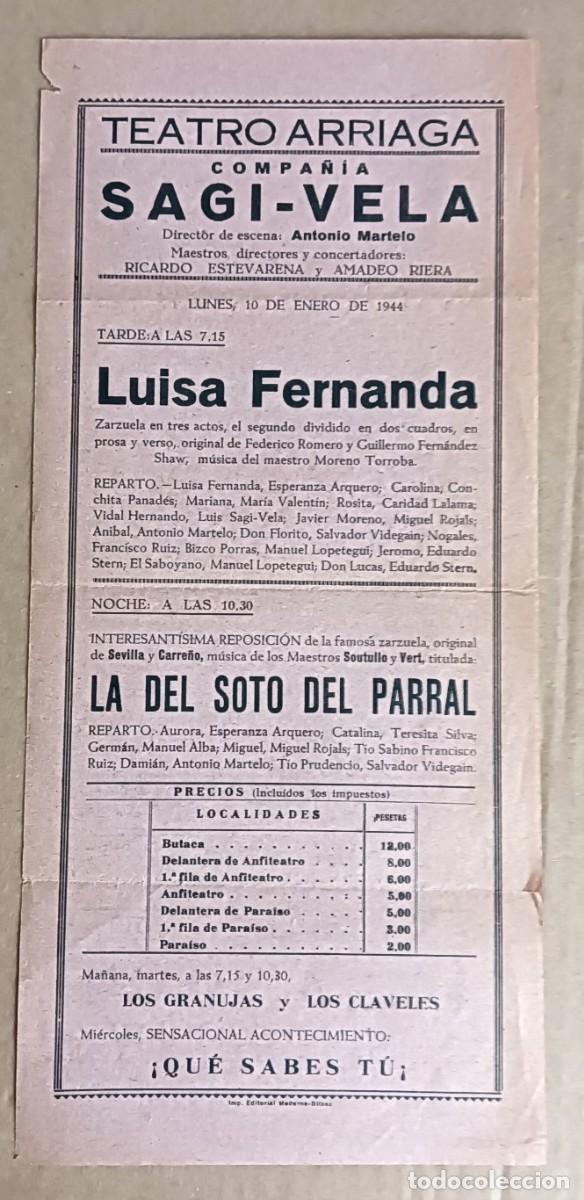 TEATRO ARRIAGA
COMPAÑÍA
SAGI-VELA
Director de escena: Antonio Martelo
Maestros directores y concertadores:
RICARDO ESTEVARENA y AMADEO RIERA
LUNES, 10 DE ENERO DE 1944
TARDE: A LAS 7,15
Luisa Fernanda
Zarzuela en tres actos, el segundo dividido en dos cuadros, en
prosa y verso, original de Federico Romero y Guillermo Fernández
Shaw, música del maestro Moreno Torroba.
REPARTO.—Luisa Fernanda, Esperanza Arquero; Carolina, Con-
chita Panadés; Mariana, María Valentín; Rosita, Caridad Lalama;
Vidal Hernando, Luis Sagi-Vela; Javier Moreno, Miguel Rojals;
Anibal, Antonio Martelo; Don Florito, Salvador Videgain; Nogales,
Francisco Ruiz; Bizco Porras, Manuel Lopetegui; Jeromo, Eduardo
Stern; El Saboyano, Manuel Lopetegui; Don Lucas, Eduardo Stern.
NOCHE: A LAS 10,30
INTERESANTÍSIMA REPOSICIÓN de la famosa zarzuela, original
de Sevilla y Carreño, música de los Maestros Soutullo y Vert, titulada:
LA DEL SOTO DEL PARRAL
REPARTO.-Aurora, Esperanza Arquero; Catalina, Teresita Silva;
Germán, Manuel Alba; Miguel, Miguel Rojals; Tío Sabino Francisco
Ruiz; Damián, Antonio Martelo; Tío Prudencio, Salvador Videgain.
PRECIOS (Incluídos los impuestos)
LOCALIDADES PESETAS
Butaca . . . . . . . . . . . 12,00
Delantera de Anfiteatro . . . . 8,00
1.ª fila de Anfiteatro . . . . . . 6,00
Anfiteatro . . . . . . . . . . 5,00
Delantera de Paraíso . . . . . 5,00
1.ª fila de Paraíso . . . . . . . 3.00
Paraíso . . . . . . . . . . . 2,00
Mañana, martes, a las 7,15 y 10,30,
LOS GRANUJAS y LOS CLAVELES
Miércoles, SENSACIONAL ACONTECIMIENTO:
¡QUÉ SABES TÚ¡
Imp. Editorial Moderna-Bilbao
todocoleccion